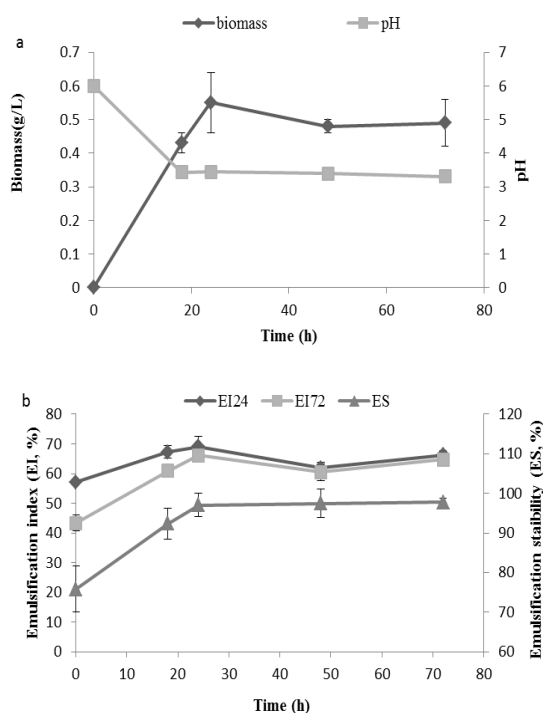 a
biomass pH
0.7
0.6
0.5
0.4
0.3
0.2
0.1
0
Biomass(g/L)
7
6
5
4
3
2
1
0
pH
0 20 40 60 80
Time (h)
b
EI24 EI72 ES
80
70
60
50
40
30
20
10
0
Emulsification index (EI, %)
120
110
100
90
80
70
60
Emulsification staibility (ES, %)
0 10 20 30 40 50 60 70 80
Time (h)